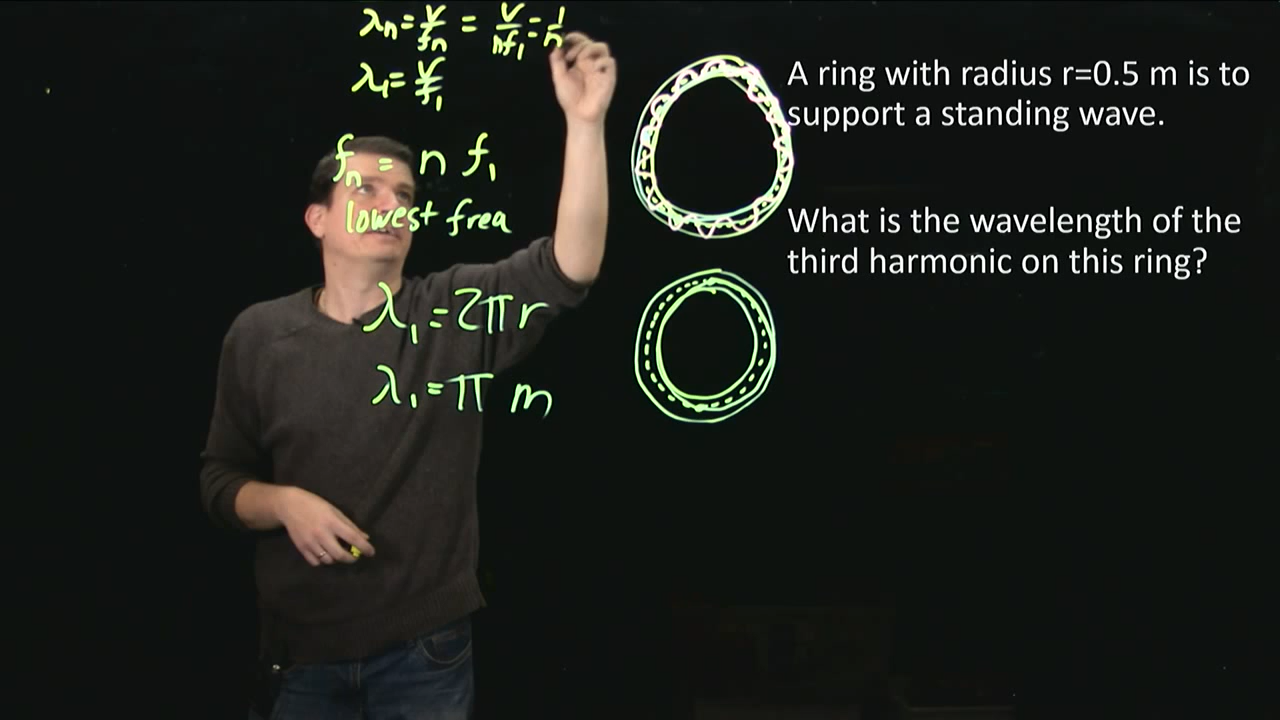 λn = v/fn = v/nf₁ = 1/n
λ₁ = v/f₁
fn = n f₁
lowest freq
λ₁ = 2πr
λ₁ = π m
A ring with radius r=0.5 m is to
support a standing wave.
What is the wavelength of the
third harmonic on this ring?